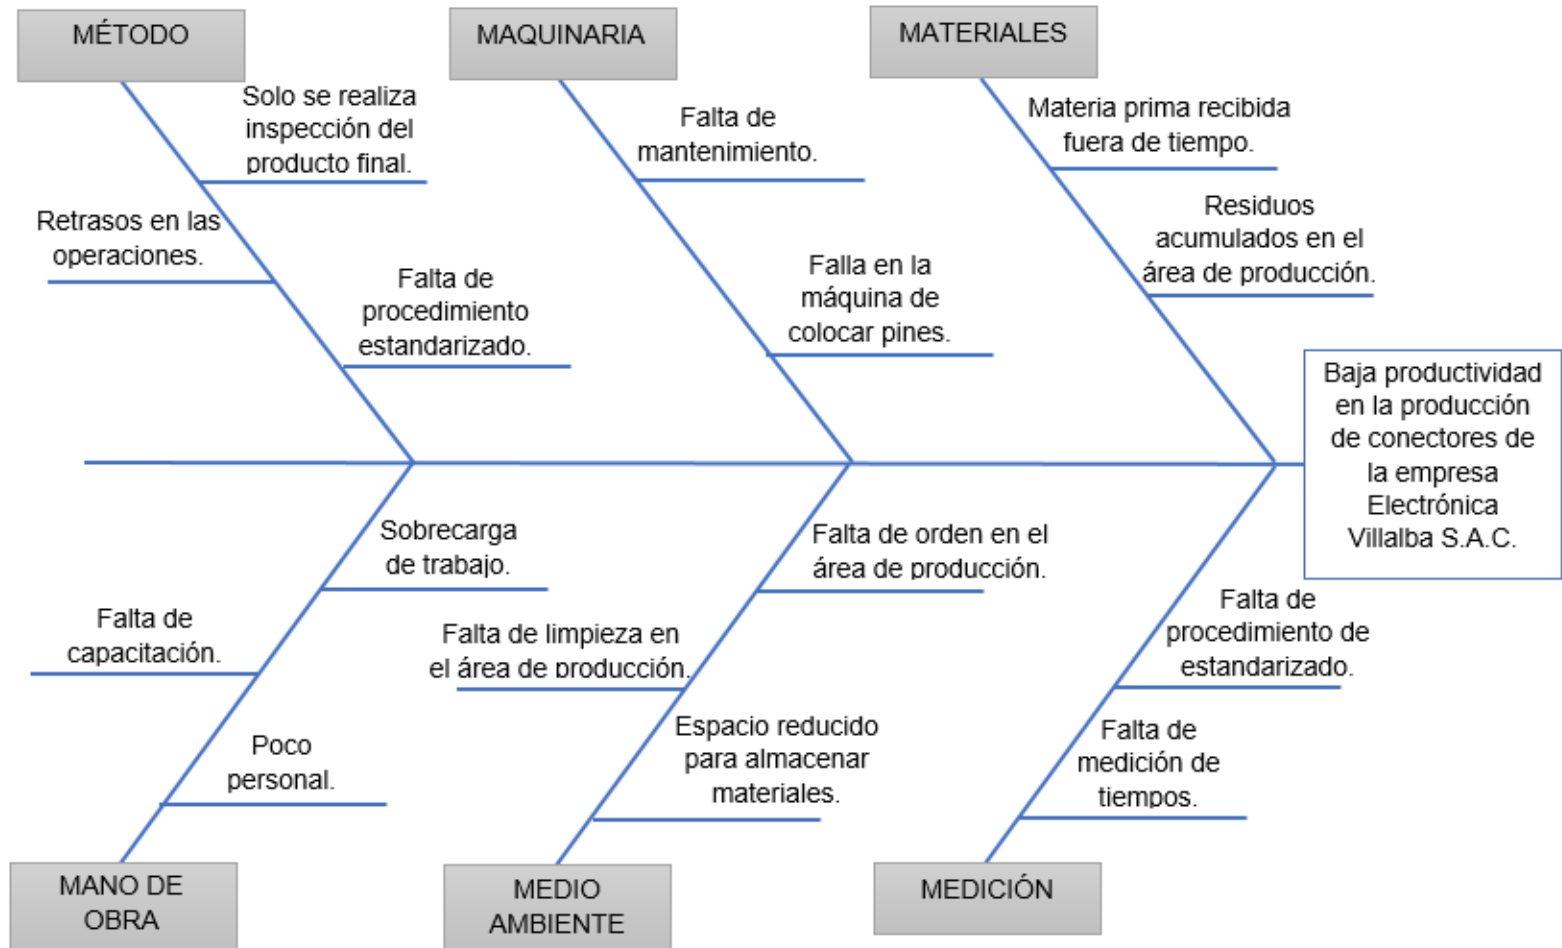 MÉTODO
MAQUINARIA
MATERIALES
Solo se realiza
inspección del
producto final.
Retrasos en las
operaciones.
Falta de
procedimiento
estandarizado.
Falta de
mantenimiento.
Falla en la
máquina de
colocar pines.
Materia prima recibida
fuera de tiempo.
Residuos
acumulados en el
área de producción.
Baja productividad
en la producción
de conectores de
la empresa
Electrónica
Villalba S.A.C.
Sobrecarga
de trabajo.
Falta de
capacitación.
Poco
personal.
Falta de orden en el
área de producción.
Falta de limpieza en
el área de producción.
Espacio reducido
para almacenar
materiales.
Falta de
procedimiento de
estandarizado.
Falta de
medición de
tiempos.
MANO DE
OBRA
MEDIO
AMBIENTE
MEDICIÓN